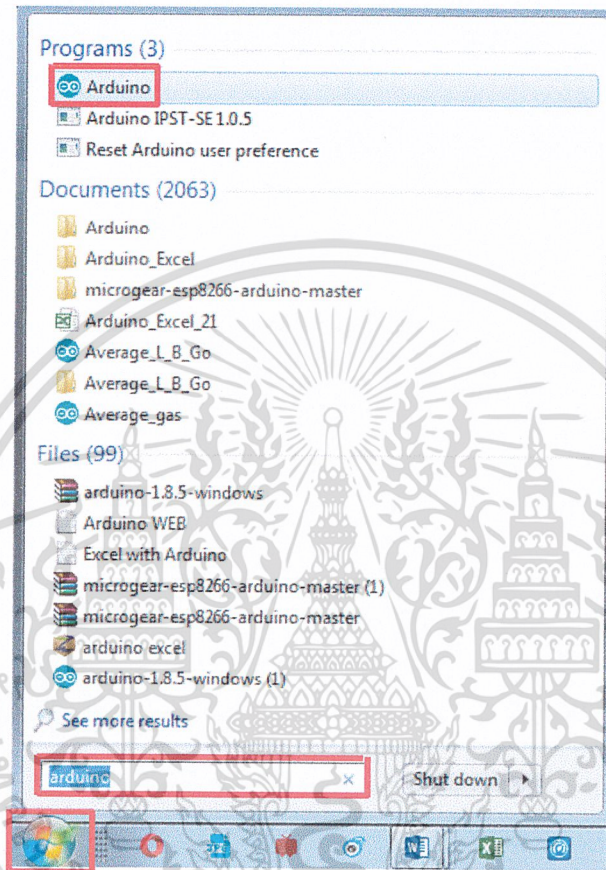 Programs (3)
Arduino
Arduino IPST-SE 1.0.5
Reset Arduino user preference
Documents (2063)
Arduino
Arduino_Excel
microgear-esp8266-arduino-master
Arduino_Excel_21
Average_L_B_Go
Average_L_B_Go
Average_gas
Files (99)
arduino-1.8.5-windows
Arduino WEB
Excel with Arduino
microgear-esp8266-arduino-master (1)
microgear-esp8266-arduino-master
arduino excel
arduino-1.8.5-windows (1)
See more results
arduino
Shut down